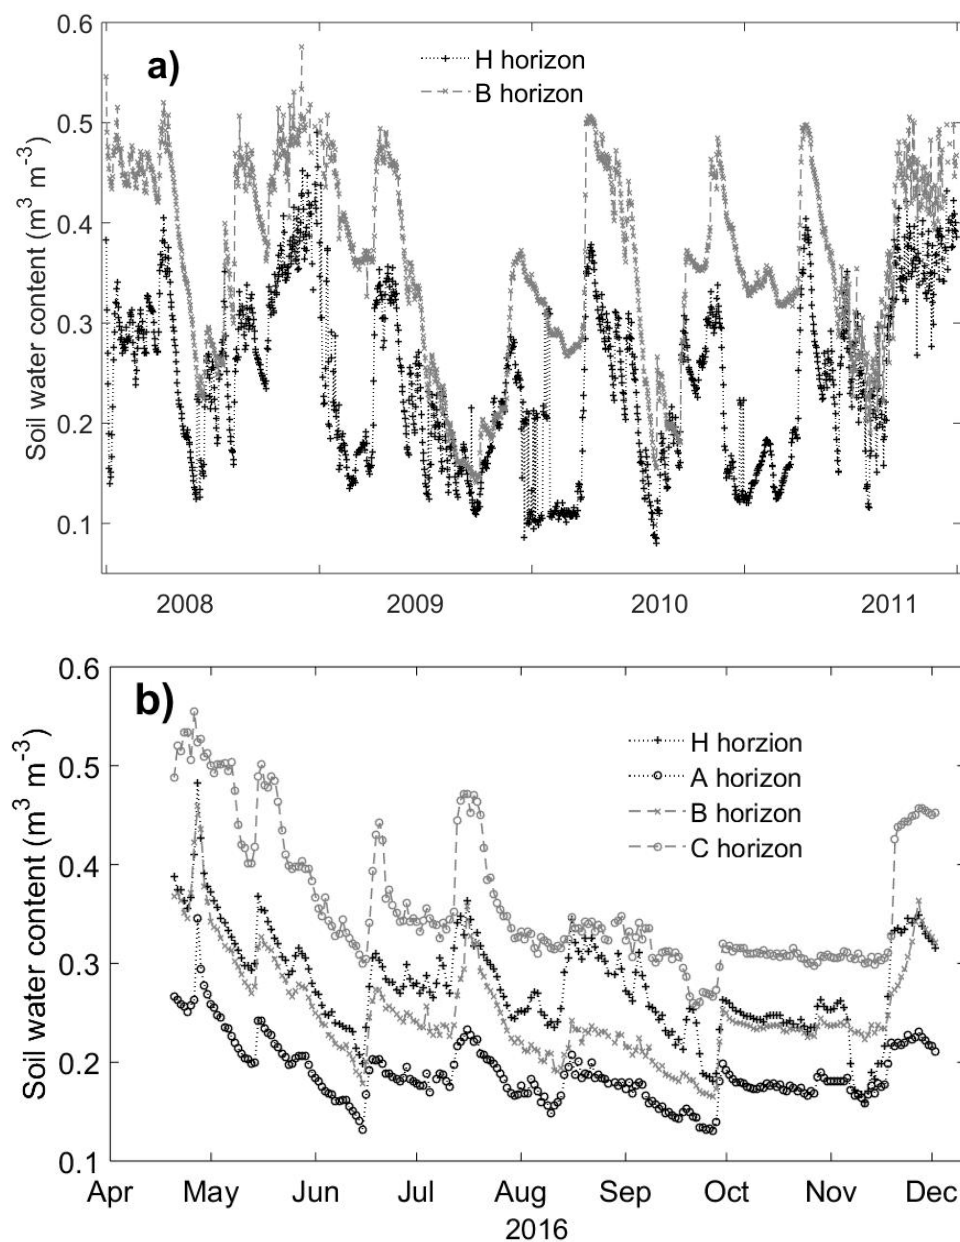 a)
H horizon
B horizon
Soil water content (m³ m⁻³)
0.6
0.5
0.4
0.3
0.2
0.1
2008 2009 2010 2011
b)
H horzion
A horizon
B horizon
C horizon
Soil water content (m³ m⁻³)
0.6
0.5
0.4
0.3
0.2
0.1
Apr May Jun Jul Aug Sep Oct Nov Dec
2016